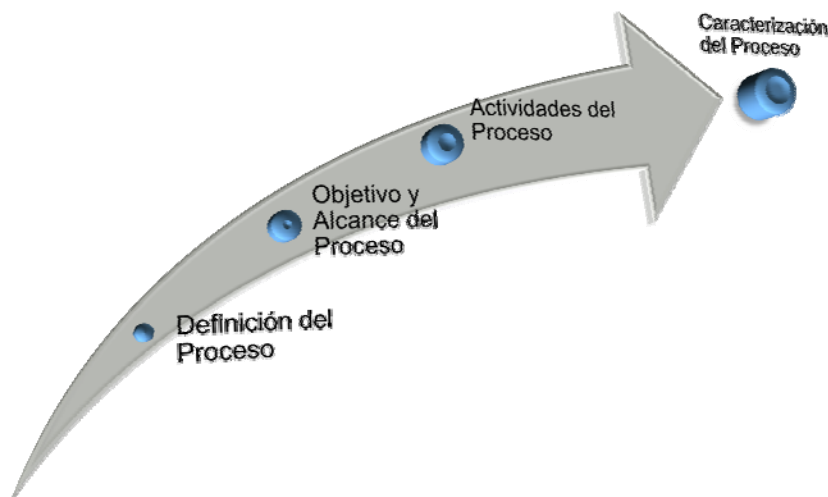 Caracterización
del Proceso
Actividades del
Proceso
Objetivo y
Alcance del
Proceso
Definición del
Proceso